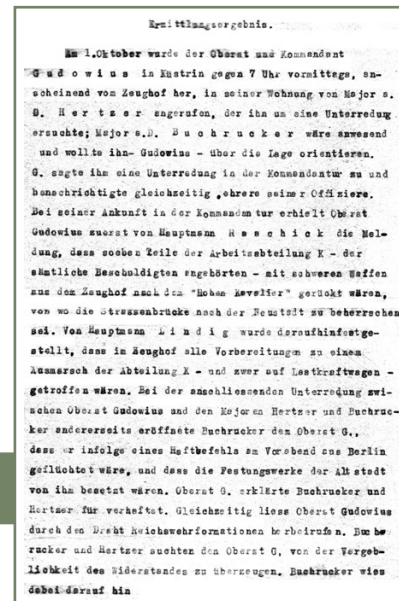 Ermittlungsergebnis.
Am 1.Oktober wurde der Oberst und Kommandant
G u d o w i u s in Küstrin gegen 7 Uhr vormittags, an-
scheinend vom Zeughof her, in seiner Wohnung von Major a.
D. H e r t z e r angerufen, der ihn um eine Unterredung
ersuchte; Major a.D. B u c h r u c k e r wäre anwesend
und wollte ihn- Gudowius - über die Lage orientieren.
G. sagte ihm eine Unterredung in der Kommandantur zu und
benachrichtigte gleichzeitig ehrere seiner Offiziere.
Bei seiner Ankunft in der Kommandantur erhielt Oberst
Gudowius zuerst von Hauptmann die Mel-
dung, dass soeben Teile der Arbeitsabteilung K - der
sämtliche Beschuldigten angehörten - mit schweren Waffen
aus dem Zeughof nach dem "Hohen Kavalier" gerückt wären,
von wo die Strassenbrücke nach der Neustadt zu beherrschen
sei. Von Hauptmann L i n d i g wurde daraufhinfestge-
stellt, dass im Zeughof alle Vorbereitungen zu einem
Ausmarsch der Abteilung K - und zwar auf Lastkraftwagen -
getroffen wären. Bei der anschliessenden Unterredung zwi-
schen Oberst Gudowius und den Majoren Hertzer und Buchruc-
ker andererseits eröffnete Buchrucker dem Oberst G.,
dass er infolge eines Haftbefehls am Vorabend aus Berlin
geflüchtet wäre, und dass die Festungswerke der Altstadt
von ihm besetzt wären. Oberst G. erklärte Buchrucker und
Hertzer für verhaftet. Gleichzeitig liess Oberst Gudowius
durch den Draht Reichswehrformationen herbeirufen. Buch
rucker und Hertzer suchten den Oberst G, von der Vergeb-
lichkeit des Widerstandes zu überzeugen. Buchrucker wies
dabei darauf hin